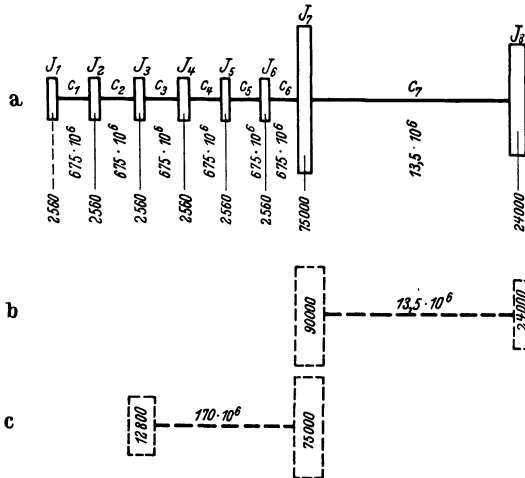 J₁ J₂ J₃ J₄ J₅ J₆ J₇ J₈
a
c₁ c₂ c₃ c₄ c₅ c₆ c₇
675·10⁶ 675·10⁶ 675·10⁶ 675·10⁶ 675·10⁶ 675·10⁶ 13,5·10⁶
2560 2560 2560 2560 2560 2560 75000 24000
b
90000 13,5·10⁶ 24000
c
12800 170·10⁶ 75000